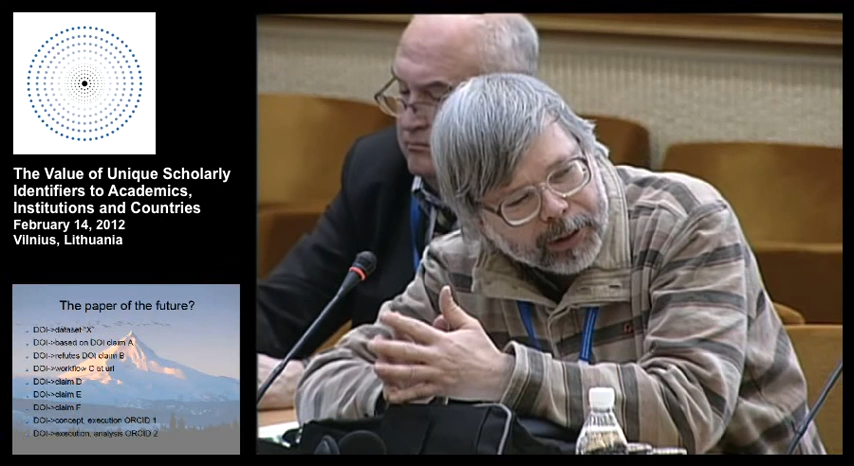 The Value of Unique Scholarly
Identifiers to Academics,
Institutions and Countries
February 14, 2012
Vilnius, Lithuania
The paper of the future?
DOI->dataset "X"
DOI->based on DOI claim A
DOI->refutes DOI claim B
DOI->workflow C at url
DOI->claim D
DOI->claim E
DOI->claim F
DOI->concept, execution ORCID 1
DOI->execution, analysis ORCID 2